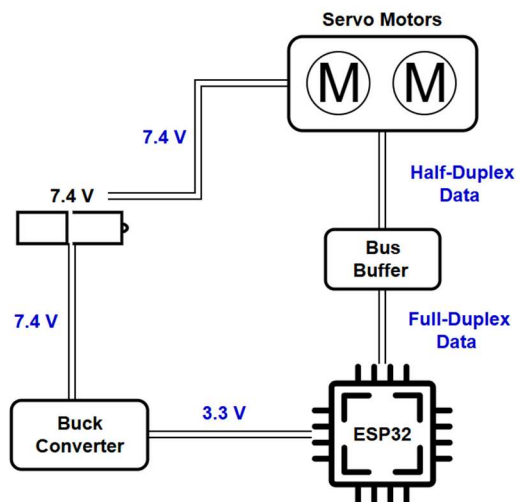 Servo Motors
M M
7.4 V
Half-Duplex
Data
7.4 V
Bus
Buffer
7.4 V
Full-Duplex
Data
Buck
Converter
3.3 V
ESP32